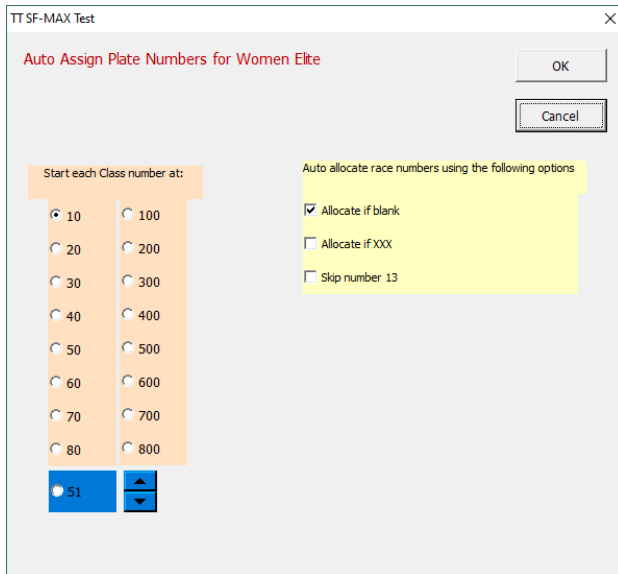 TT SF-MAX Test
Auto Assign Plate Numbers for Women Elite
OK
Cancel
Start each Class number at:
10 100
20 200
30 300
40 400
50 500
60 600
70 700
80 800
51
Auto allocate race numbers using the following options
Allocate if blank
Allocate if XXX
Skip number 13